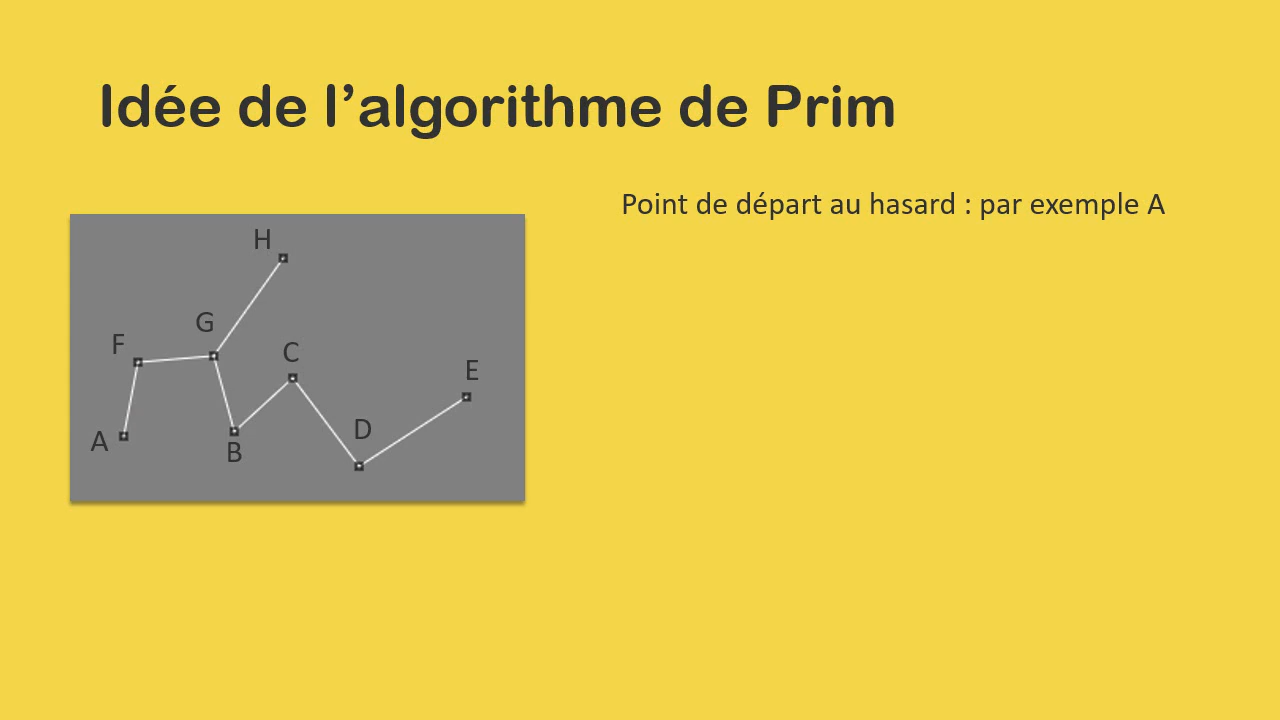 Idée de l’algorithme de Prim
Point de départ au hasard : par exemple A
H
G
F
C
E
D
A
B